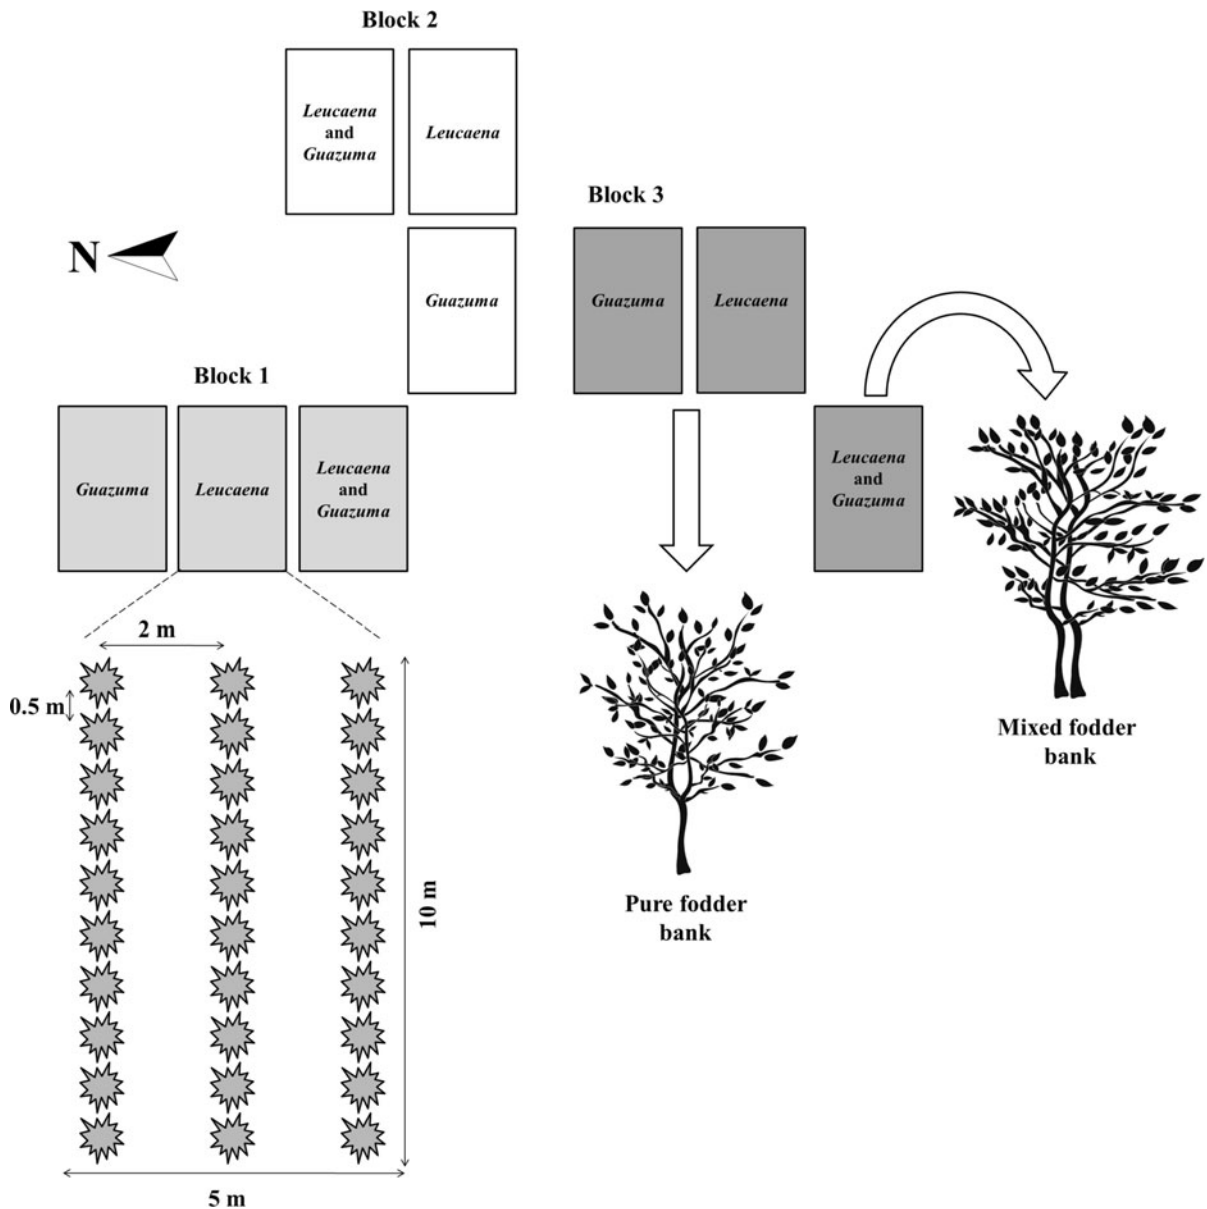 Block 2
Leucaena
and
Guazuma
Leucaena
Block 3
N
Guazuma
Guazuma
Leucaena
Block 1
Guazuma
Leucaena
Leucaena
and
Guazuma
Leucaena
and
Guazuma
2 m
0.5 m
10 m
5 m
Pure fodder
bank
Mixed fodder
bank